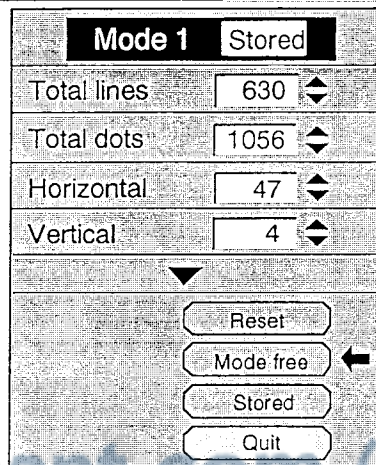 Mode 1 Stored
Total lines 630
Total dots 1056
Horizontal 47
Vertical 4
Reset
Mode free
Stored
Quit